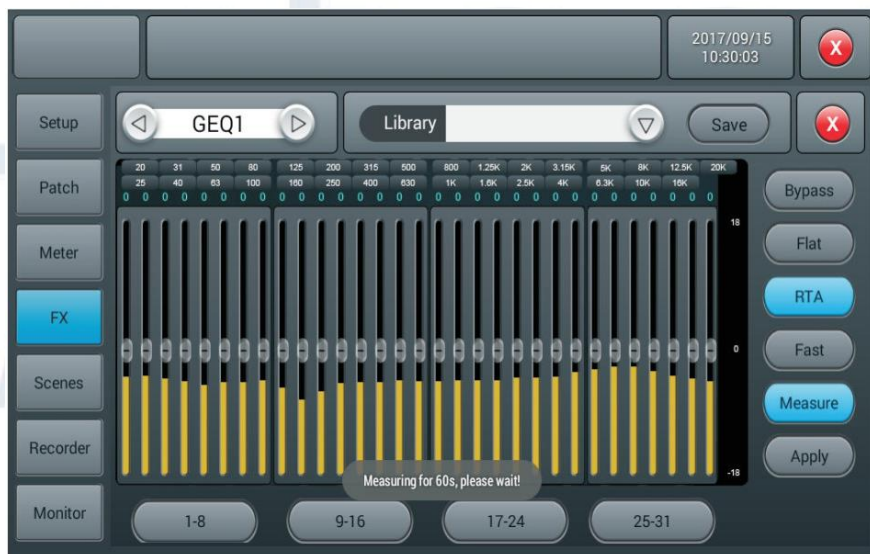 2017/09/15
10:30:03
X
Setup
GEQ1
Library
Save
X
20 31 50 80 125 200 315 500 800 1.25K 2K 3.15K 5K 8K 12.5K 20K
25 40 63 100 160 250 400 630 1K 1.6K 2.5K 4K 6.3K 10K 16K
0 0 0 0 0 0 0 0 0 0 0 0 0 0 0 0 0 0 0 0 0 0 0 0 0 0 0 0 0 0 0
18
Patch
Bypass
Meter
Flat
FX
RTA
0
Fast
Scenes
Measure
Recorder
Apply
-18
Measuring for 60s, please wait!
Monitor
1-8
9-16
17-24
25-31